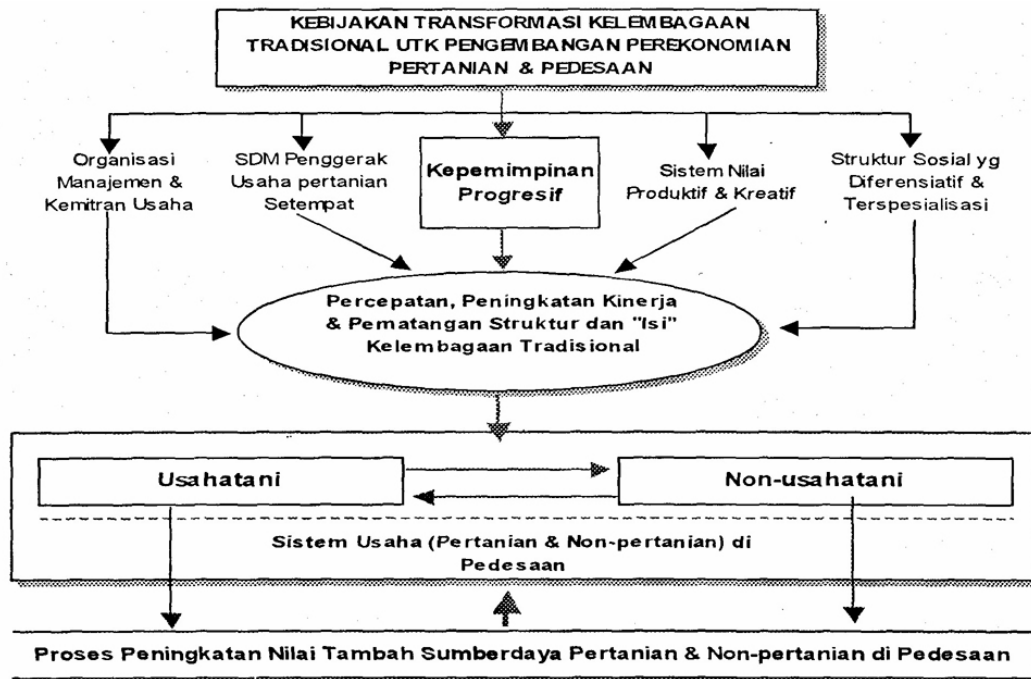 KEBIJAKAN TRANSFORMASI KELEMBAGAAN
TRADISIONAL UTK PENGEMBANGAN PEREKONOMIAN
PERTANIAN & PEDESAAN
Organisasi
Manajemen &
Kemitran Usaha
SDM Penggerak
Usaha pertanian
Setempat
Kepemimpinan
Progresif
Sistem Nilai
Produktif & Kreatif
Struktur Sosial yg
Diferensiatif &
Terspesialisasi
Percepatan, Peningkatan Kinerja
& Pematangan Struktur dan "Isi"
Kelembagaan Tradisional
Usahatani
Non-usahatani
Sistem Usaha (Pertanian & Non-pertanian) di
Pedesaan
Proses Peningkatan Nilai Tambah Sumberdaya Pertanian & Non-pertanian di Pedesaan